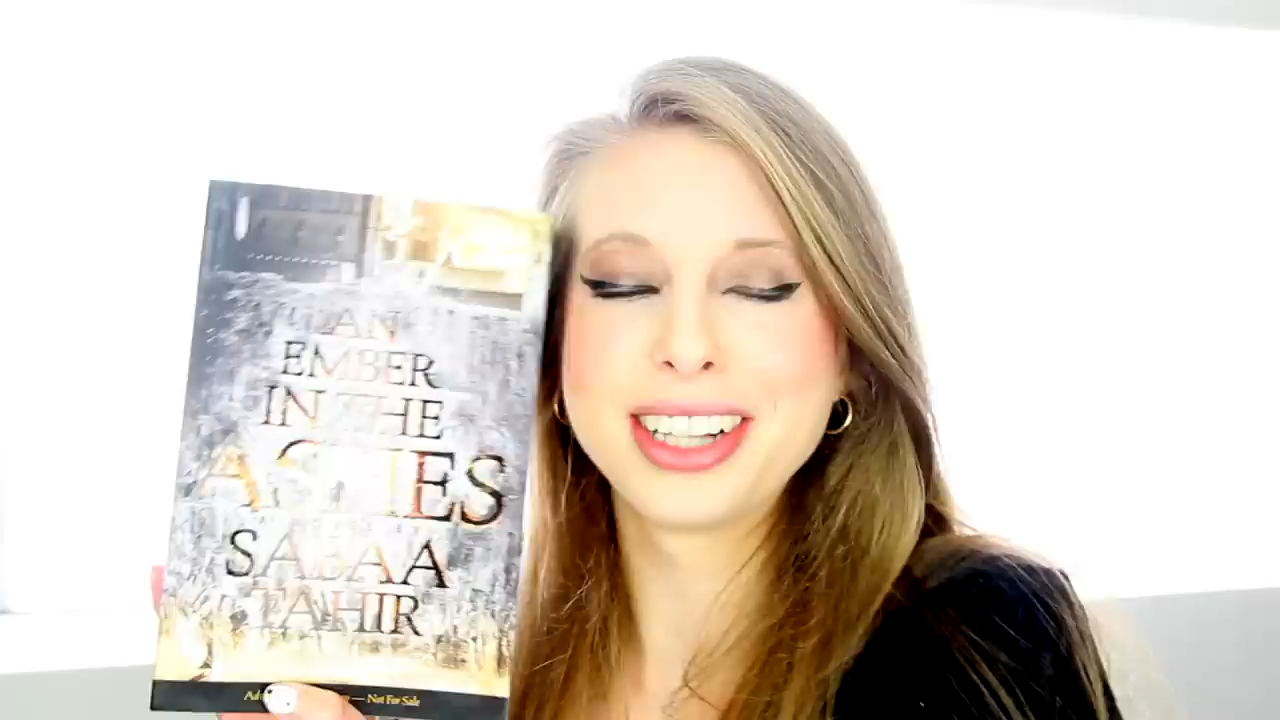 AN
EMBER
IN THE
ASHES
SABAA
TAHIR
— Not For Sale